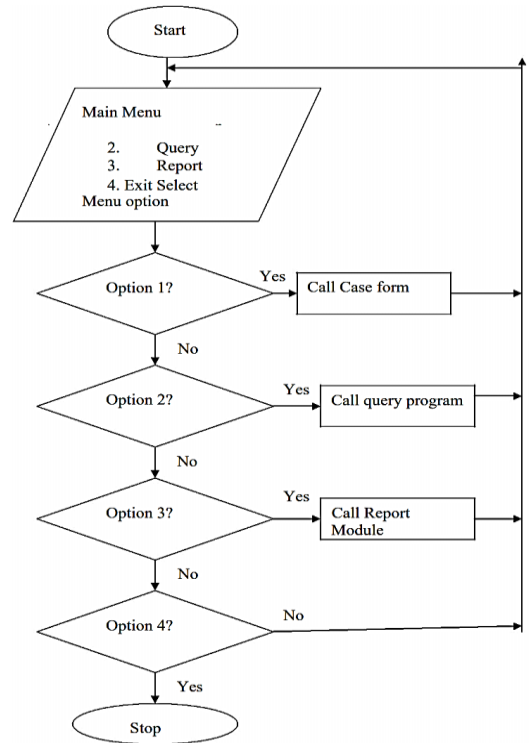 Start
Main Menu
2. Query
3. Report
4. Exit Select
Menu option
Option 1?
Yes
Call Case form
No
Option 2?
Yes
Call query program
No
Option 3?
Yes
Call Report
Module
No
Option 4?
No
Yes
Stop